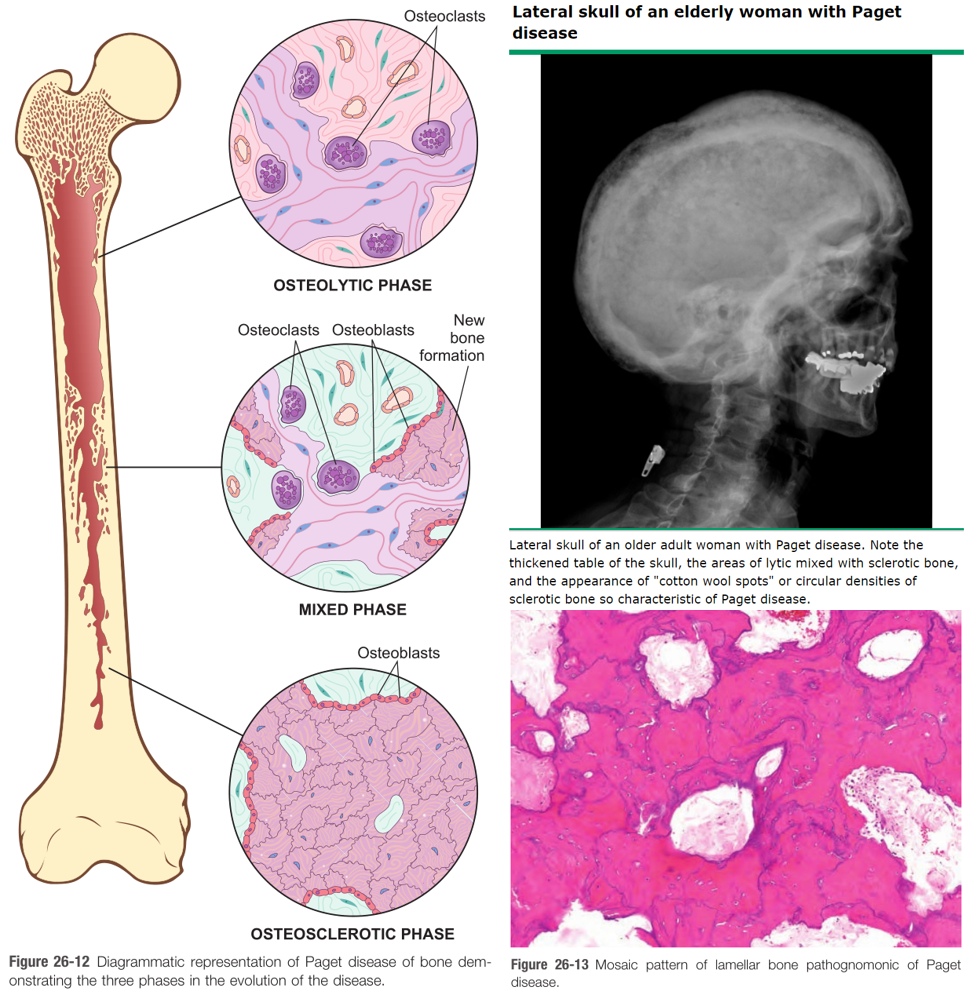 Osteoclasts
OSTEOLYTIC PHASE
Osteoclasts Osteoblasts
New
bone
formation
MIXED PHASE
Osteoblasts
OSTEOSCLEROTIC PHASE
Figure 26-12 Diagrammatic representation of Paget disease of bone dem-
onstrating the three phases in the evolution of the disease.
Lateral skull of an elderly woman with Paget
disease
Lateral skull of an older adult woman with Paget disease. Note the
thickened table of the skull, the areas of lytic mixed with sclerotic bone,
and the appearance of "cotton wool spots" or circular densities of
sclerotic bone so characteristic of Paget disease.
Figure 26-13 Mosaic pattern of lamellar bone pathognomonic of Paget
disease.